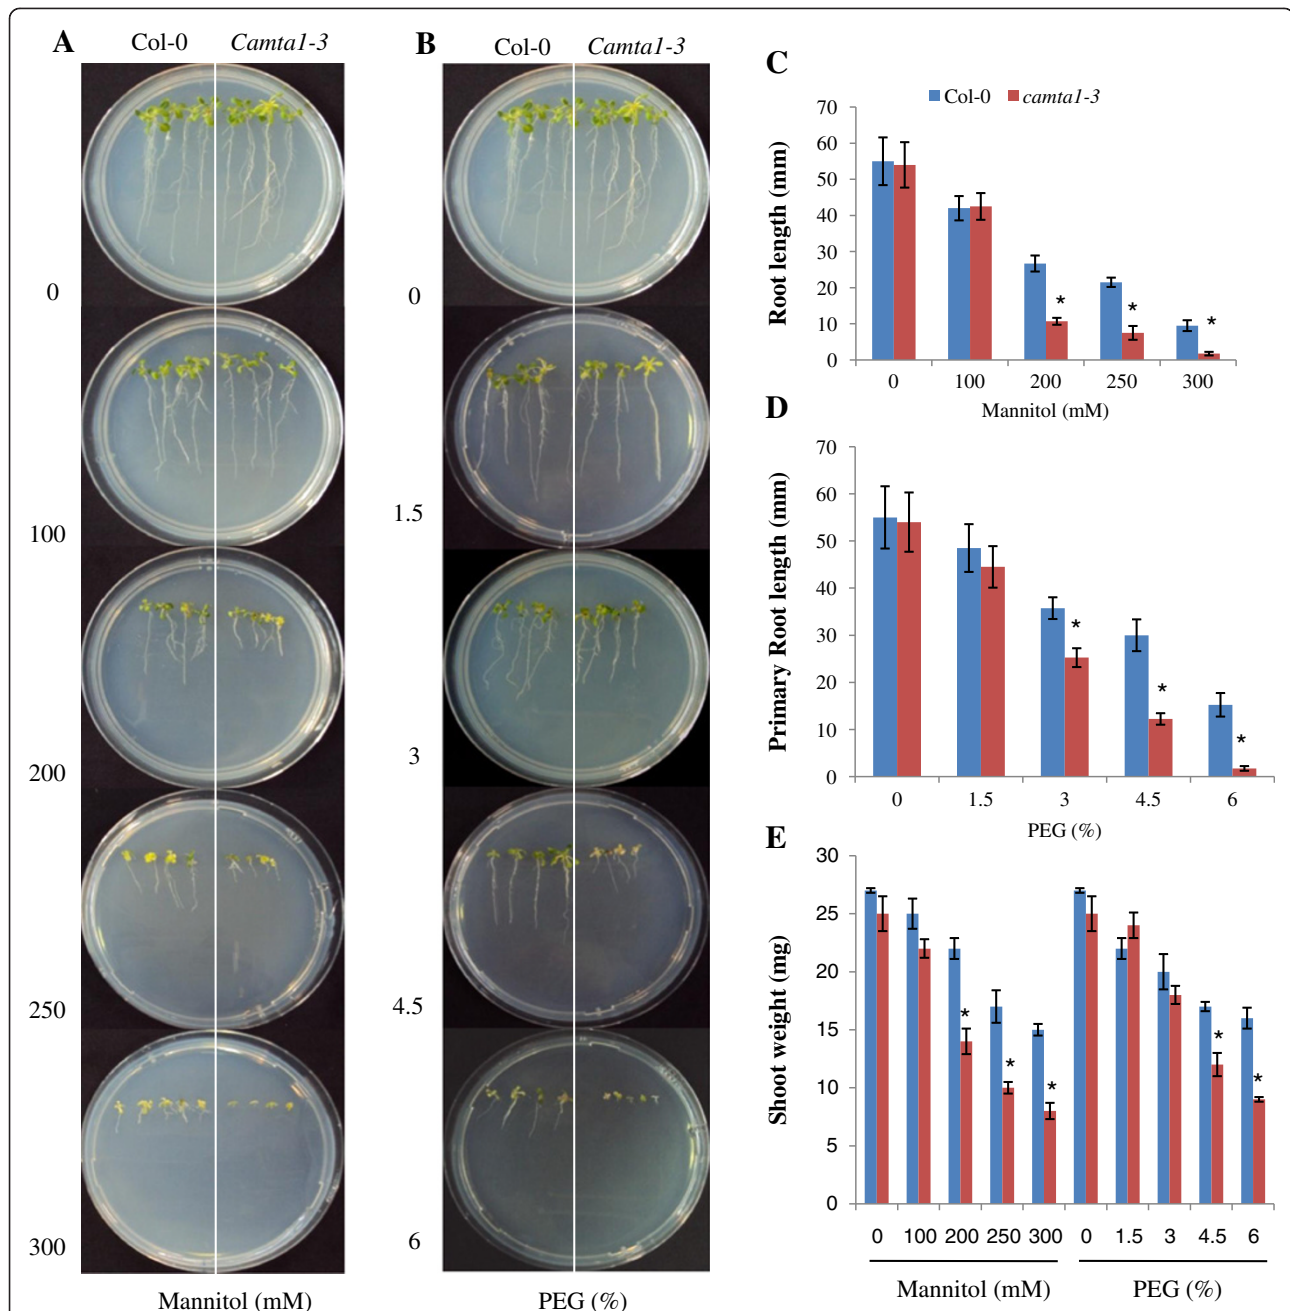 A
Col-0 Camta1-3
0
100
200
250
300
Mannitol (mM)
B
Col-0 Camta1-3
0
1.5
3
4.5
6
PEG (%)
C
Col-0 camta1-3
Root length (mm)
70
60
50
40
30
20
10
0
* * *
0 100 200 250 300
Mannitol (mM)
D
Primary Root length (mm)
70
60
50
40
30
20
10
0
* * *
0 1.5 3 4.5 6
PEG (%)
E
Shoot weight (mg)
30
25
20
15
10
5
0
* * * * *
0 100 200 250 300 0 1.5 3 4.5 6
Mannitol (mM) PEG (%)